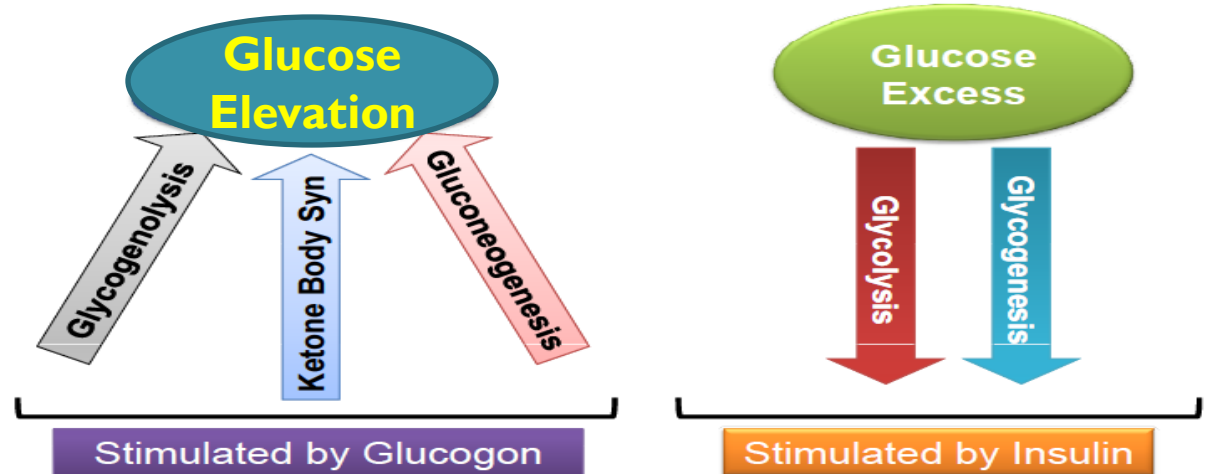 Glucose
Elevation
Glycogenolysis
Ketone Body Syn
Gluconeogenesis
Stimulated by Glucogon
Glucose
Excess
Glycolysis
Glycogenesis
Stimulated by Insulin